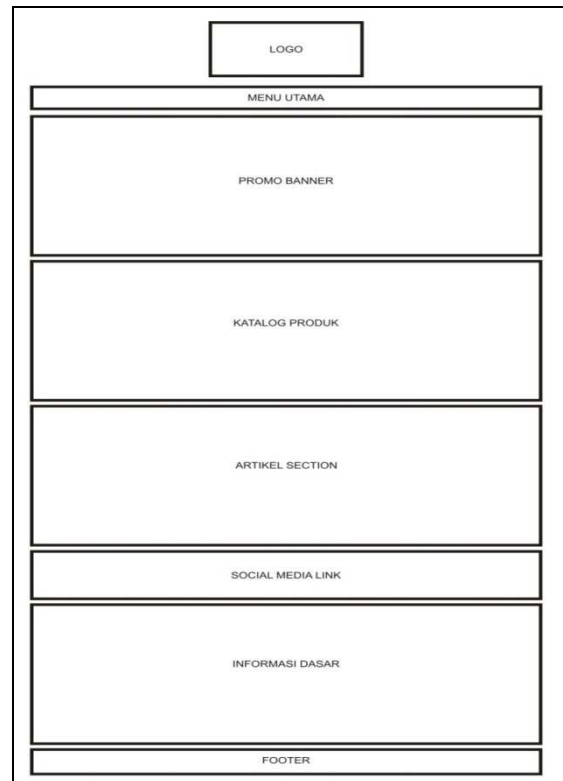 LOGO
MENU UTAMA
PROMO BANNER
KATALOG PRODUK
ARTIKEL SECTION
SOCIAL MEDIA LINK
INFORMASI DASAR
FOOTER